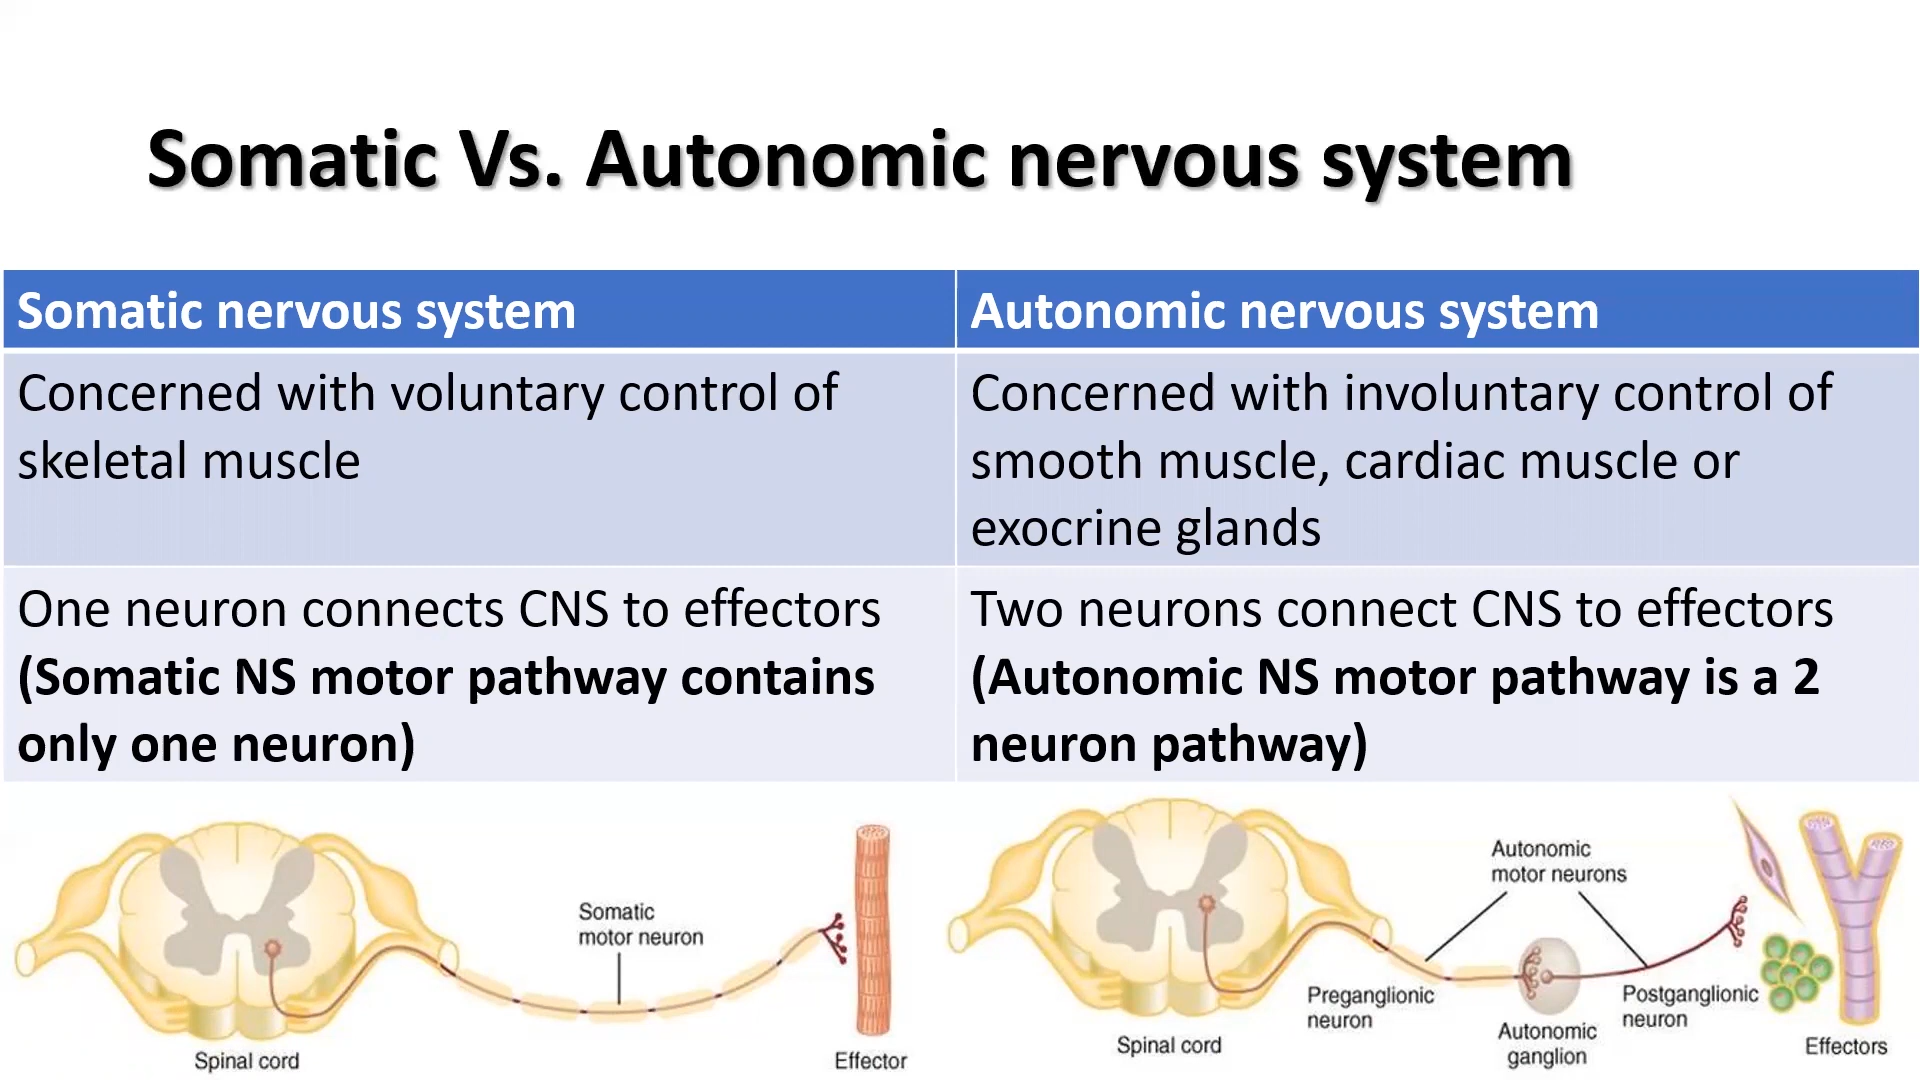 Somatic Vs. Autonomic nervous system
Somatic nervous system
Autonomic nervous system
Concerned with voluntary control of
skeletal muscle
Concerned with involuntary control of
smooth muscle, cardiac muscle or
exocrine glands
One neuron connects CNS to effectors
(Somatic NS motor pathway contains
only one neuron)
Two neurons connect CNS to effectors
(Autonomic NS motor pathway is a 2
neuron pathway)
Somatic
motor neuron
Spinal cord
Effector
Autonomic
motor neurons
Preganglionic
neuron
Postganglionic
neuron
Autonomic
ganglion
Spinal cord
Effectors